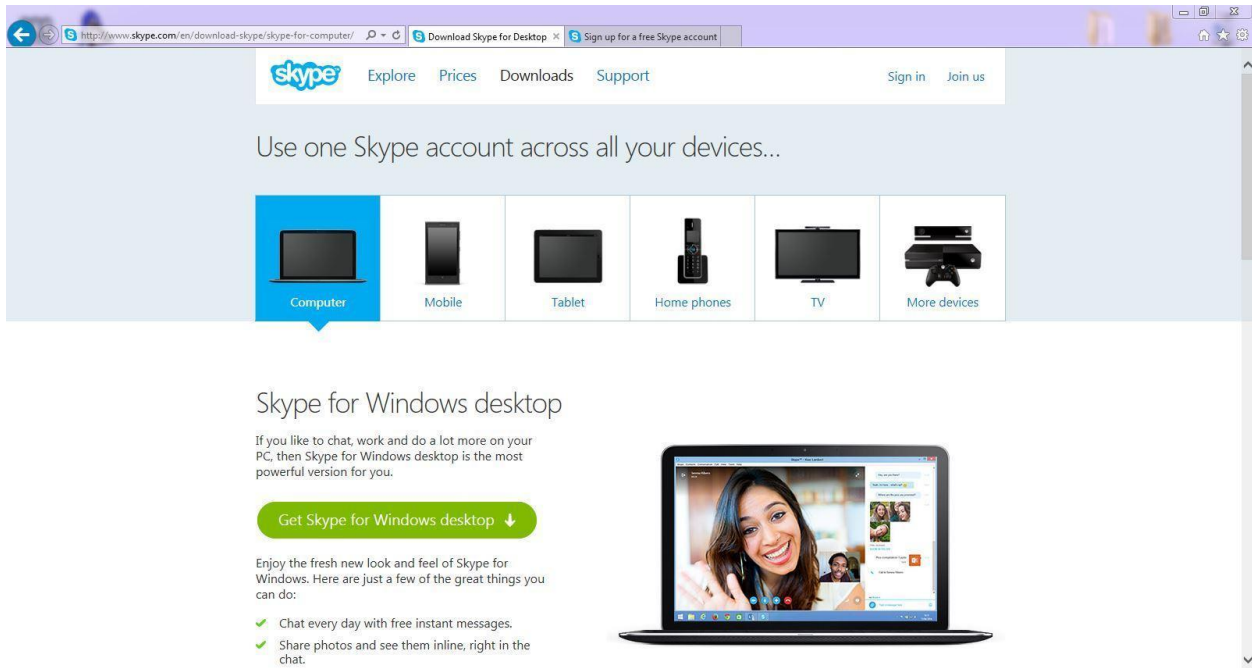 http://www.skype.com/en/download-skype/skype-for-computer/
Download Skype for Desktop
Sign up for a free Skype account
skype
Explore Prices Downloads Support
Sign in Join us
Use one Skype account across all your devices...
Computer Mobile Tablet Home phones TV More devices
Skype for Windows desktop
If you like to chat, work and do a lot more on your
PC, then Skype for Windows desktop is the most
powerful version for you.
Get Skype for Windows desktop
Enjoy the fresh new look and feel of Skype for
Windows. Here are just a few of the great things you
can do:
Chat every day with free instant messages.
Share photos and see them inline, right in the
chat.